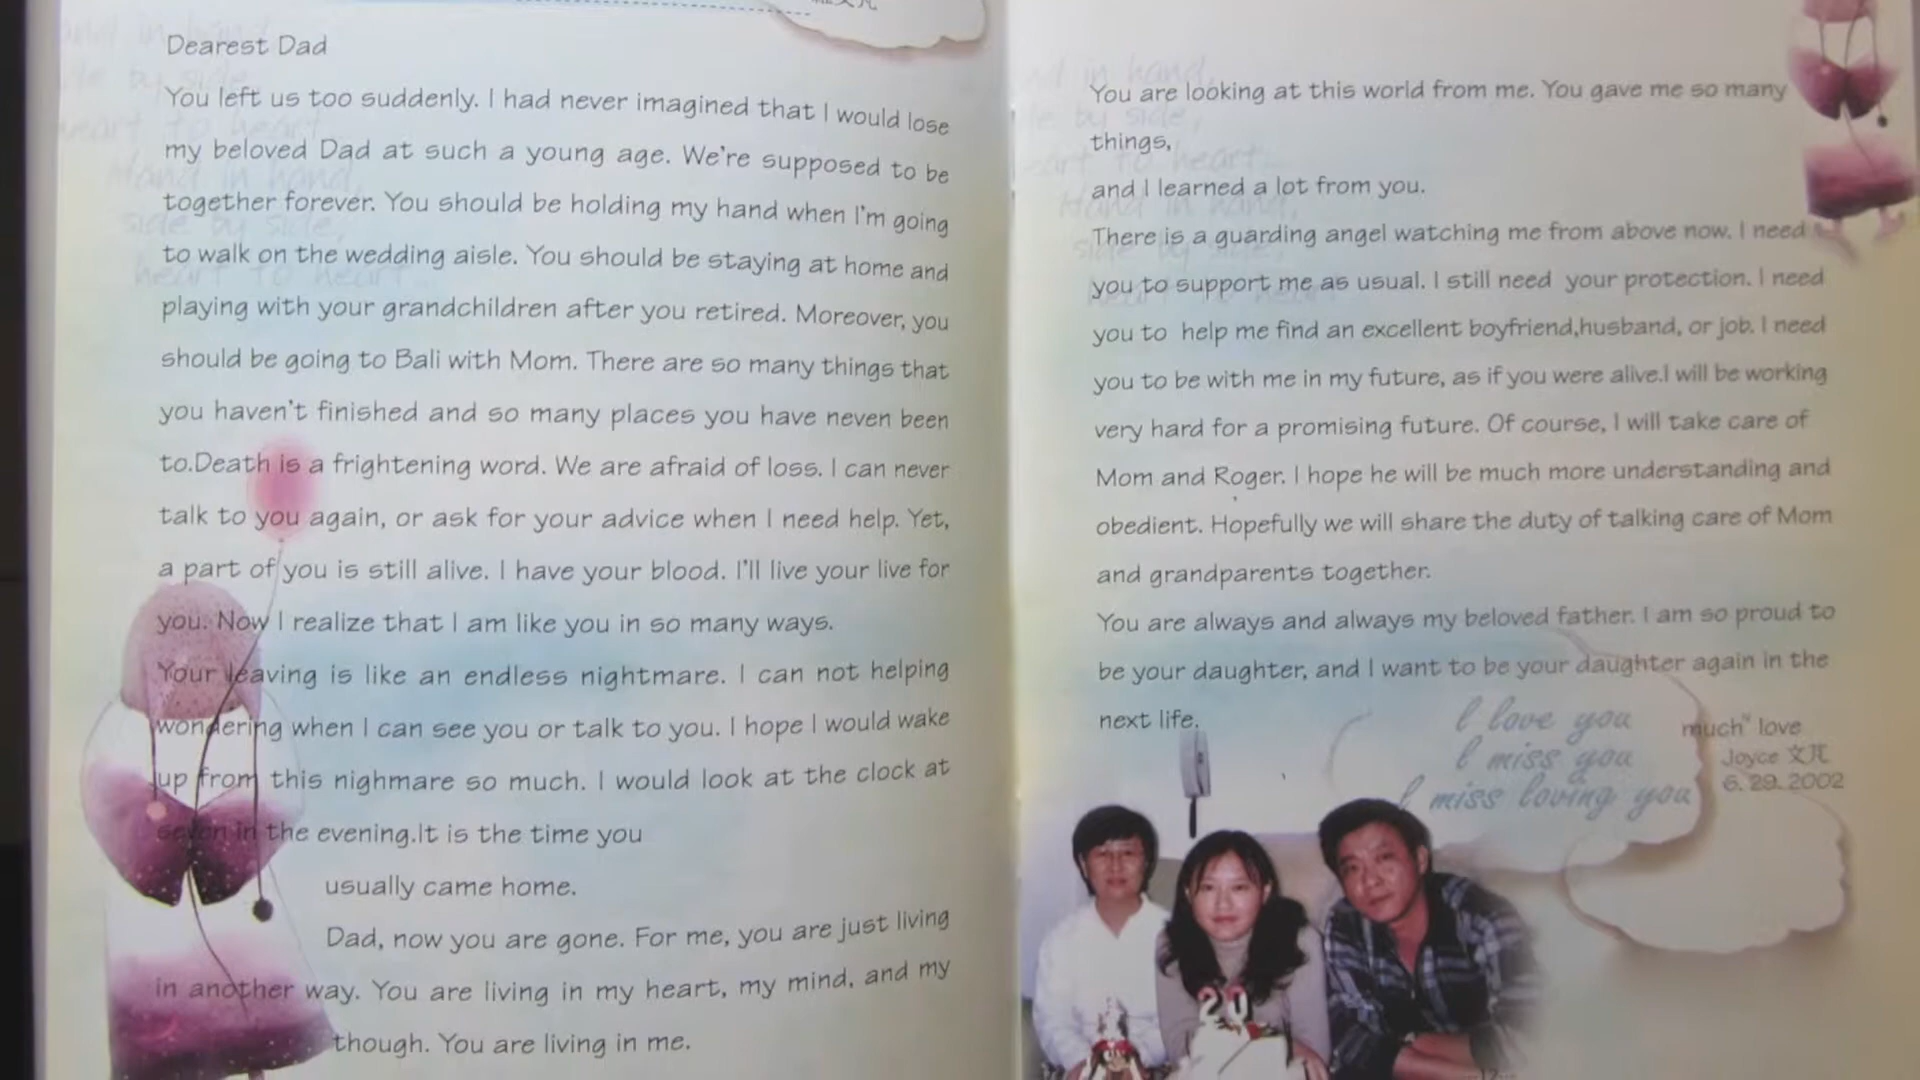 Dearest Dad
You left us too suddenly. I had never imagined that I would lose
my beloved Dad at such a young age. We're supposed to be
together forever. You should be holding my hand when I'm going
to walk on the wedding aisle. You should be staying at home and
playing with your grandchildren after you retired. Moreover, you
should be going to Bali with Mom. There are so many things that
you haven't finished and so many places you have neven been
to.Death is a frightening word. We are afraid of loss. I can never
talk to you again, or ask for your advice when I need help. Yet,
a part of you is still alive. I have your blood. I'll live your live for
you. Now I realize that I am like you in so many ways.
Your leaving is like an endless nightmare. I can not helping
wondering when I can see you or talk to you. I hope I would wake
up from this nighmare so much. I would look at the clock at
seven in the evening.It is the time you
usually came home.
Dad, now you are gone. For me, you are just living
in another way. You are living in my heart, my mind, and my
though. You are living in me.
You are looking at this world from me. You gave me so many
things,
and I learned a lot from you.
There is a guarding angel watching me from above now. I need
you to support me as usual. I still need your protection. I need
you to help me find an excellent boyfriend,husband, or job. I need
you to be with me in my future, as if you were alive.I will be working
very hard for a promising future. Of course, I will take care of
Mom and Roger. I hope he will be much more understanding and
obedient. Hopefully we will share the duty of talking care of Mom
and grandparents together.
You are always and always my beloved father. I am so proud to
be your daughter, and I want to be your daughter again in the
next life.
I love you
I miss you
I miss loving you
much" love
Joyce 文芃
6. 29. 2002
20